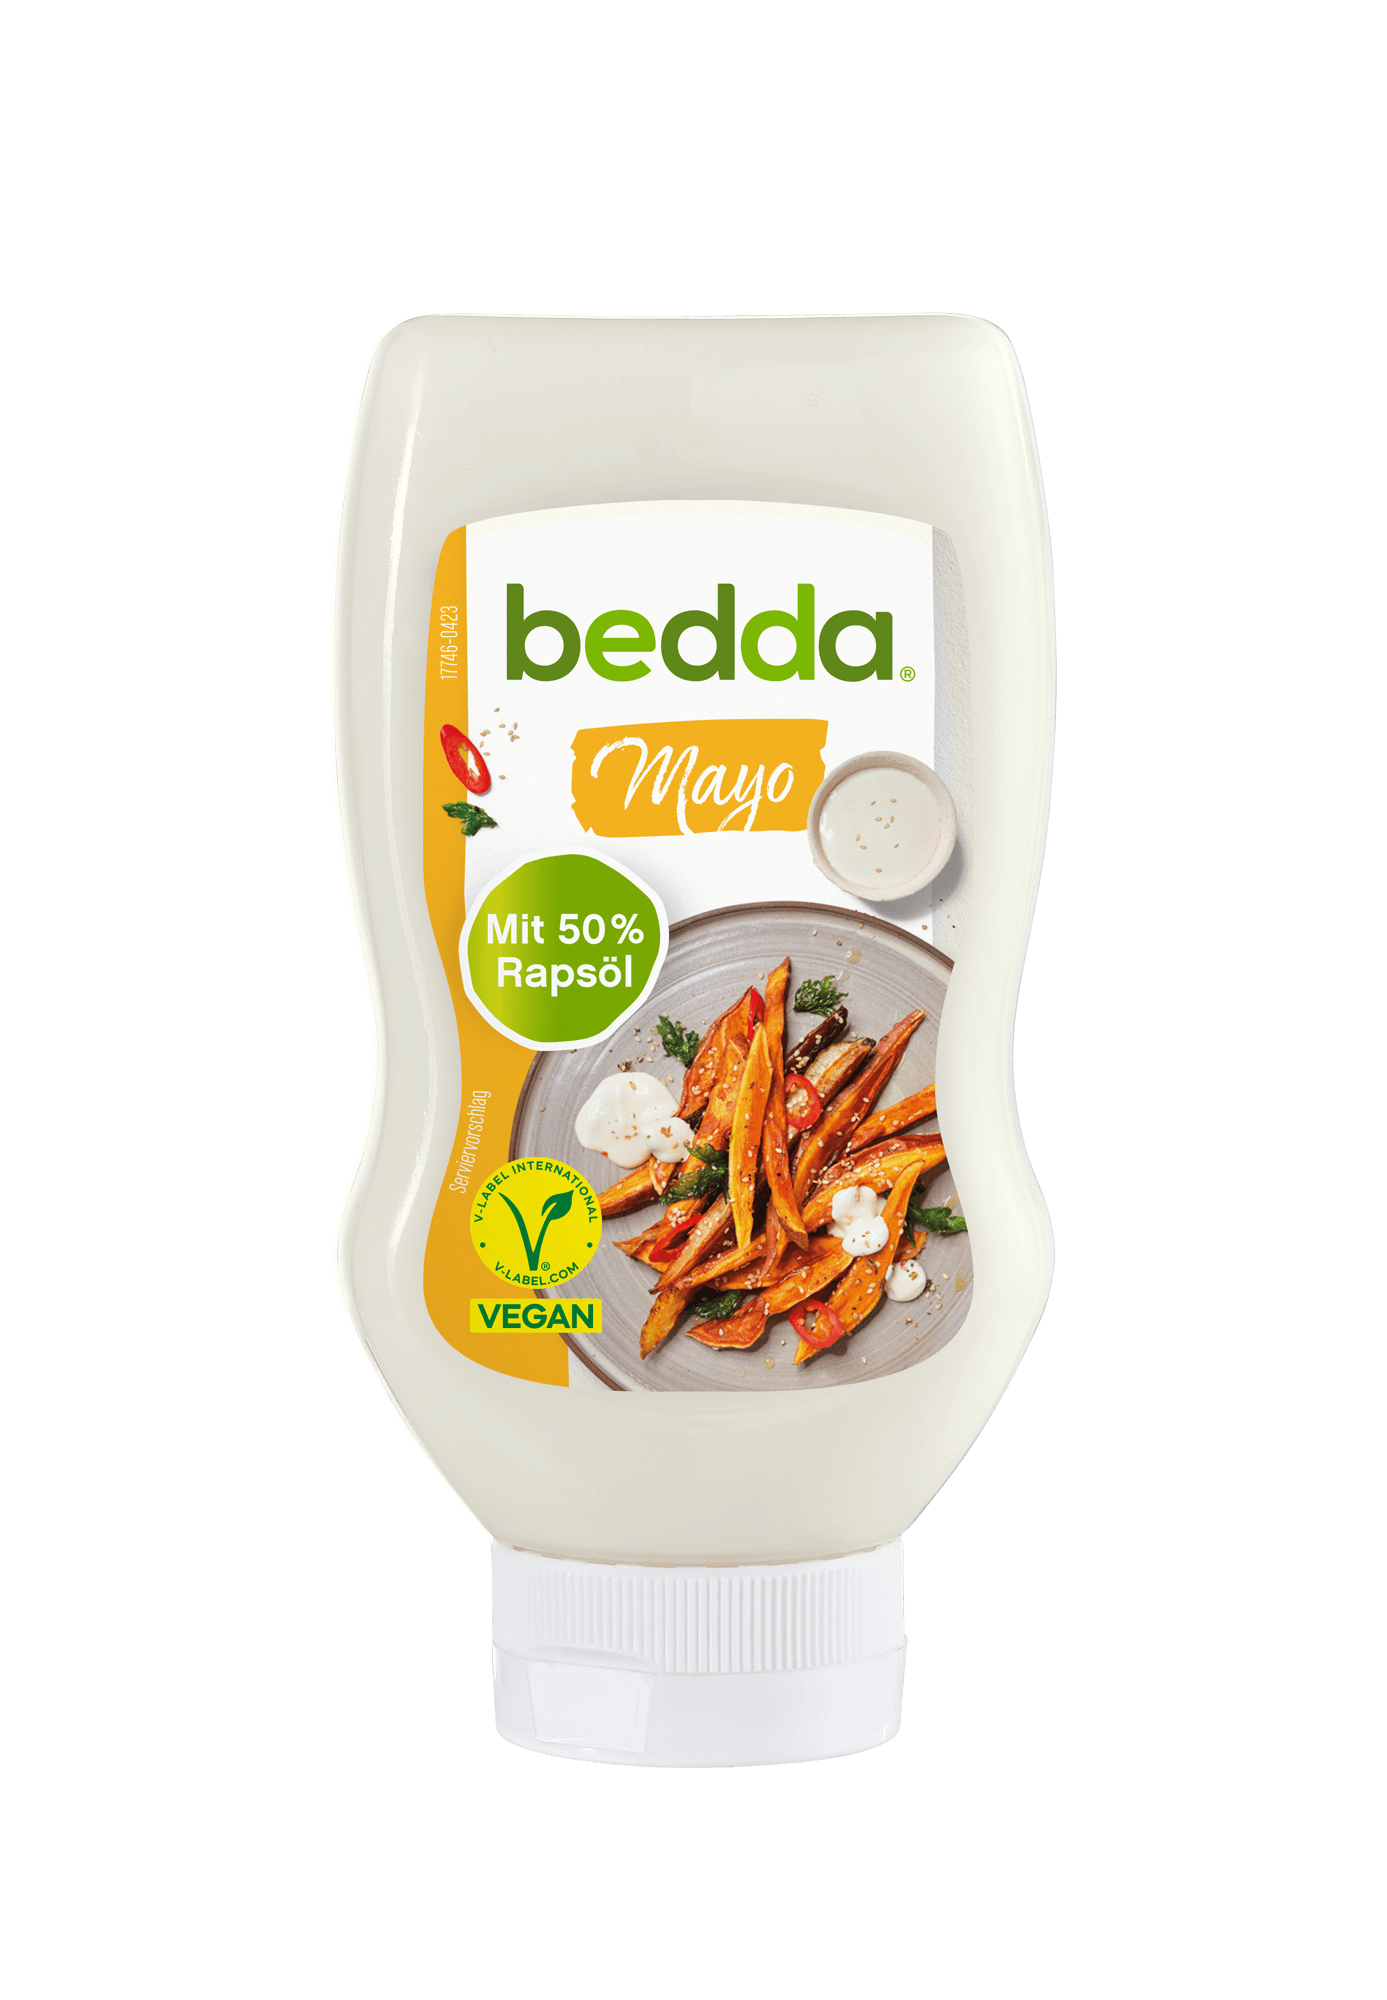 bedda®
17746-0423
Mayo
Mit 50%
Rapsöl
Serviervorschlag
V-LABEL INTERNATIONAL
V®
V-LABEL.COM
VEGAN